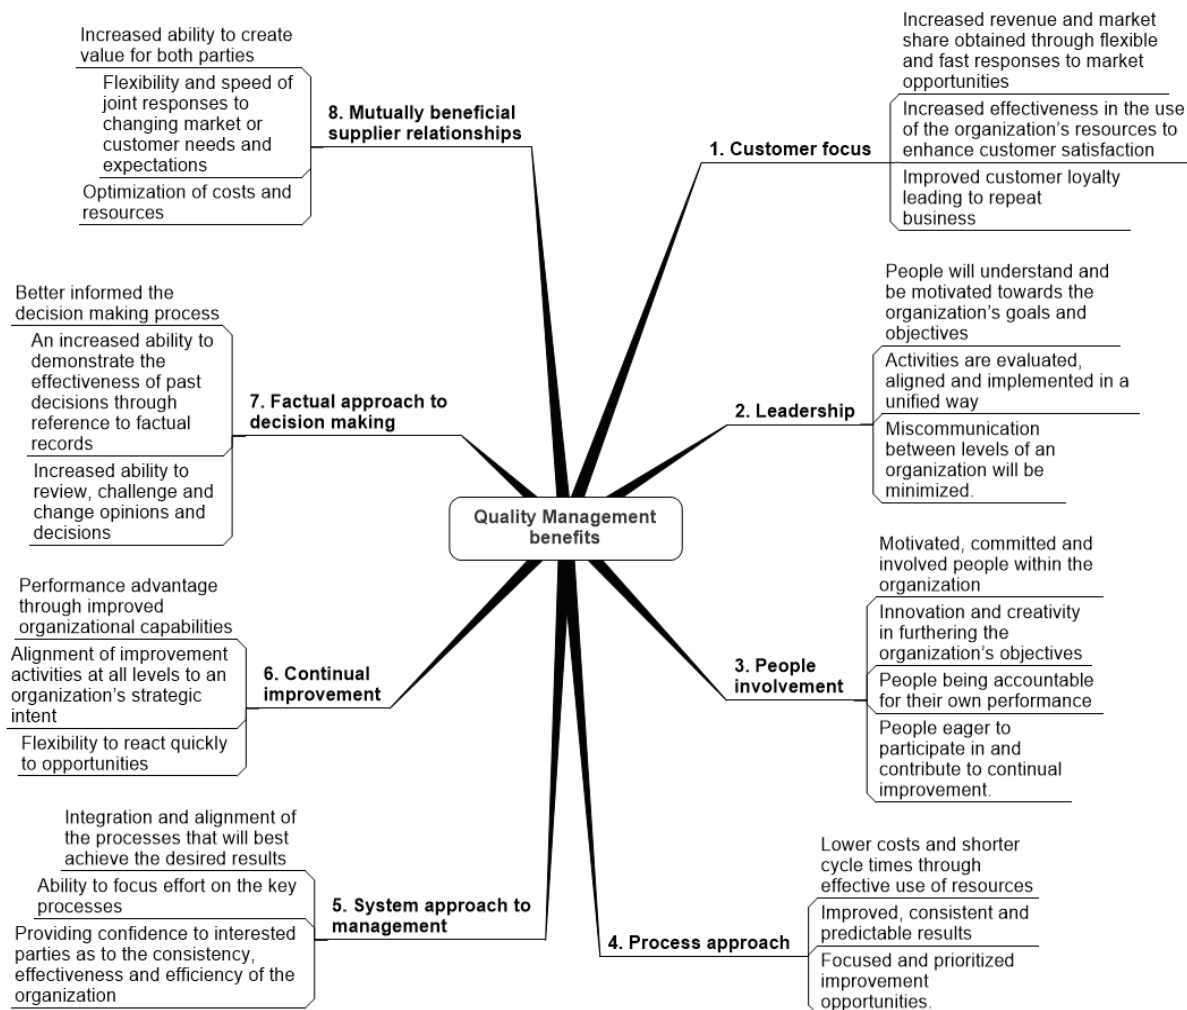 Quality Management
benefits
1. Customer focus
Increased revenue and market
share obtained through flexible
and fast responses to market
opportunities
Increased effectiveness in the use
of the organization’s resources to
enhance customer satisfaction
Improved customer loyalty
leading to repeat
business
2. Leadership
People will understand and
be motivated towards the
organization’s goals and
objectives
Activities are evaluated,
aligned and implemented in a
unified way
Miscommunication
between levels of an
organization will be
minimized.
3. People
involvement
Motivated, committed and
involved people within the
organization
Innovation and creativity
in furthering the
organization’s objectives
People being accountable
for their own performance
People eager to
participate in and
contribute to continual
improvement.
4. Process approach
Lower costs and shorter
cycle times through
effective use of resources
Improved, consistent and
predictable results
Focused and prioritized
improvement
opportunities.
5. System approach to
management
Integration and alignment of
the processes that will best
achieve the desired results
Ability to focus effort on the key
processes
Providing confidence to interested
parties as to the consistency,
effectiveness and efficiency of the
organization
6. Continual
improvement
Performance advantage
through improved
organizational capabilities
Alignment of improvement
activities at all levels to an
organization’s strategic
intent
Flexibility to react quickly
to opportunities
7. Factual approach to
decision making
Better informed the
decision making process
An increased ability to
demonstrate the
effectiveness of past
decisions through
reference to factual
records
Increased ability to
review, challenge and
change opinions and
decisions
8. Mutually beneficial
supplier relationships
Increased ability to create
value for both parties
Flexibility and speed of
joint responses to
changing market or
customer needs and
expectations
Optimization of costs and
resources